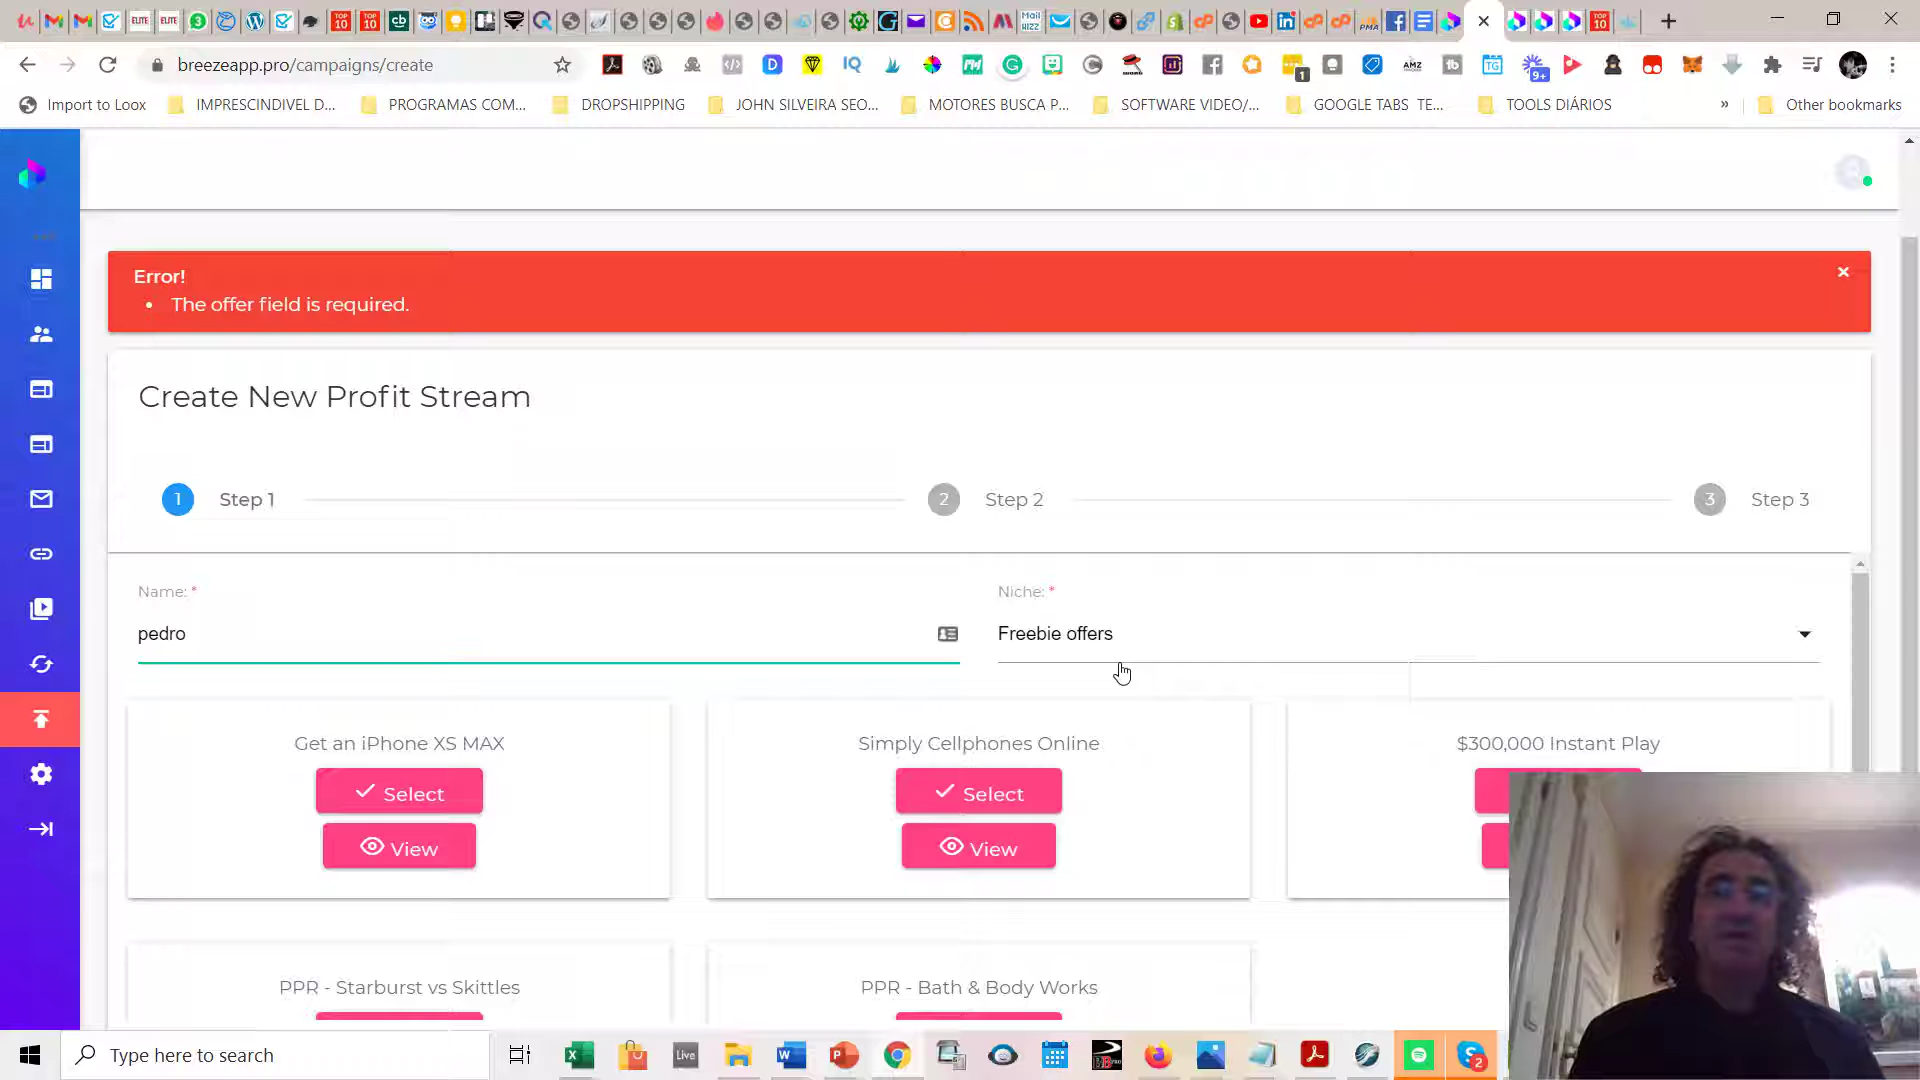 breezeapp.pro/campaigns/create
Import to Loox
IMPRESCINDIVEL D...
PROGRAMAS COM...
DROPSHIPPING
JOHN SILVEIRA SEO...
MOTORES BUSCA P...
SOFTWARE VIDEO/...
GOOGLE TABS TE...
TOOLS DIÁRIOS
»
Other bookmarks
Error!
• The offer field is required.
Create New Profit Stream
1 Step 1
2 Step 2
3 Step 3
Name: *
Niche: *
pedro
Freebie offers
Get an iPhone XS MAX
Simply Cellphones Online
$300,000 Instant Play
Select
Select
View
View
PPR - Starburst vs Skittles
PPR - Bath & Body Works
Type here to search